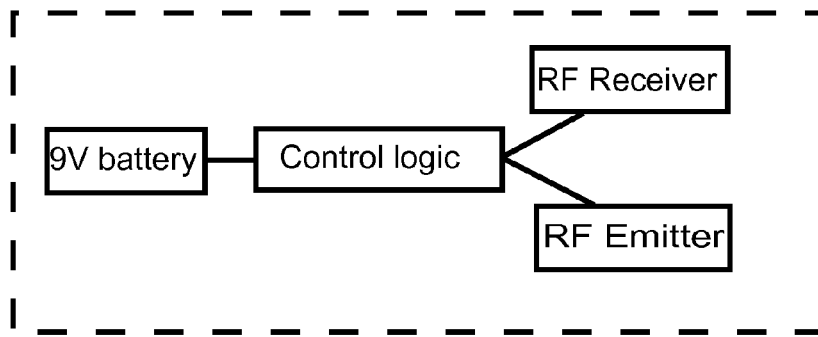 RF Receiver
9V battery
Control logic
RF Emitter